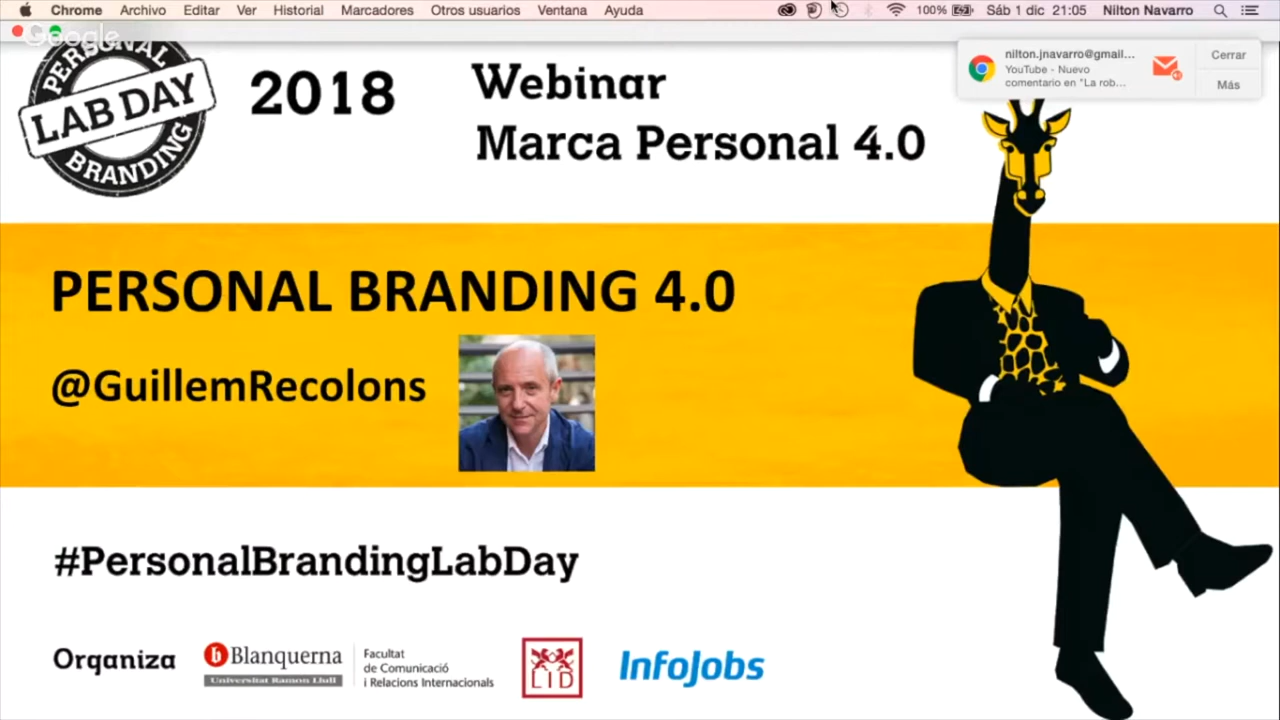 Chrome Archivo Editar Ver Historial Marcadores Otros usuarios Ventana Ayuda 100% Sáb 1 dic 21:05 Nilton Navarro
Google
PERSONAL
LAB DAY
BRANDING
2018
Webinar
Marca Personal 4.0
nilton.jnavarro@gmail...
YouTube - Nuevo
comentario en "La rob...
Cerrar
Más
PERSONAL BRANDING 4.0
@GuillemRecolons
#PersonalBrandingLabDay
Organiza
Blanquerna
Universitat Ramon Llull
Facultat
de Comunicació
i Relacions Internacionals
LID
InfoJobs